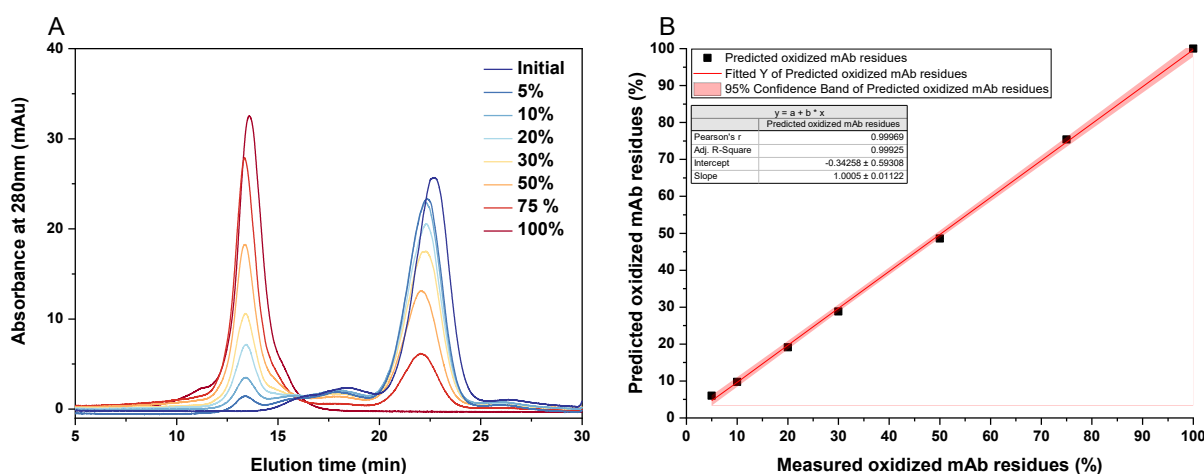 A
Absorbance at 280nm (mAu)
40
30
20
10
0
5
10
15
20
25
30
Elution time (min)
Initial
5%
10%
20%
30%
50%
75 %
100%
B
Predicted oxidized mAb residues (%)
100
90
80
70
60
50
40
30
20
10
0
0
10
20
30
40
50
60
70
80
90
100
Measured oxidized mAb residues (%)
Predicted oxidized mAb residues
Fitted Y of Predicted oxidized mAb residues
95% Confidence Band of Predicted oxidized mAb residues
y = a + b * x
Predicted oxidized mAb residues
Pearson's r 0.99969
Adj. R-Square 0.99925
Intercept -0.34258 ± 0.59308
Slope 1.0005 ± 0.01122